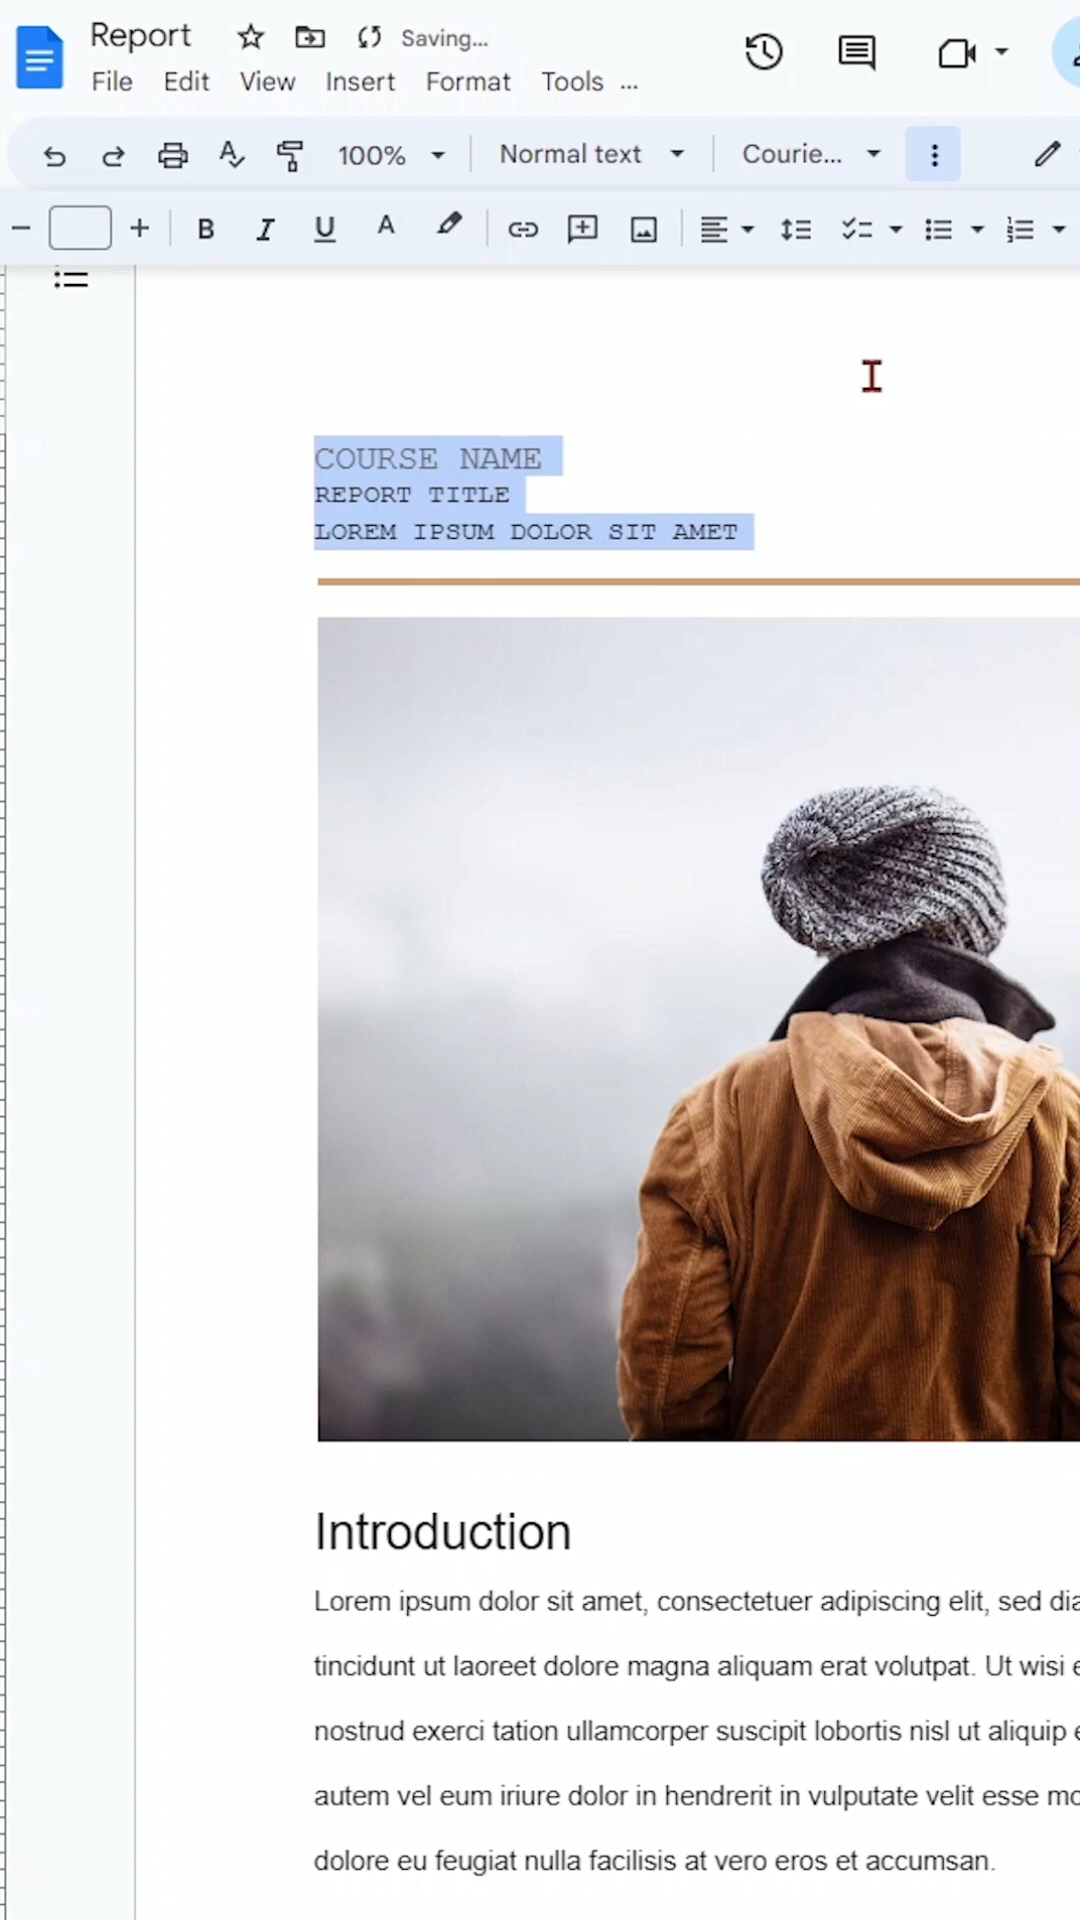 Report Saving...
File Edit View Insert Format Tools ...
100% Normal text Courie...
B I U A
COURSE NAME
REPORT TITLE
LOREM IPSUM DOLOR SIT AMET
Introduction
Lorem ipsum dolor sit amet, consectetuer adipiscing elit, sed dia
tincidunt ut laoreet dolore magna aliquam erat volutpat. Ut wisi e
nostrud exerci tation ullamcorper suscipit lobortis nisl ut aliquip e
autem vel eum iriure dolor in hendrerit in vulputate velit esse mo
dolore eu feugiat nulla facilisis at vero eros et accumsan.